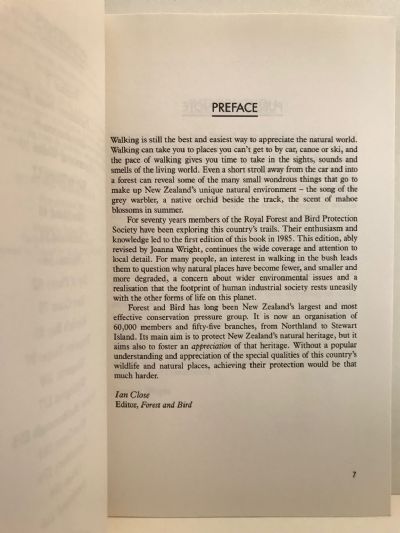 PREFACE
Walking is still the best and easiest way to appreciate the natural world.
Walking can take you to places you can't get to by car, canoe or ski, and
the pace of walking gives you time to take in the sights, sounds and
smells of the living world. Even a short stroll away from the car and into
a forest can reveal some of the many small wondrous things that go to
make up New Zealand's unique natural environment – the song of the
grey warbler, a native orchid beside the track, the scent of mahoe
blossoms in summer.
For seventy years members of the Royal Forest and Bird Protection
Society have been exploring this country's trails. Their enthusiasm and
knowledge led to the first edition of this book in 1985. This edition, ably
revised by Joanna Wright, continues the wide coverage and attention to
local detail. For many people, an interest in walking in the bush leads
them to question why natural places have become fewer, and smaller and
more degraded, a concern about wider environmental issues and a
realisation that the footprint of human industrial society rests uneasily
with the other forms of life on this planet.
Forest and Bird has long been New Zealand's largest and most
effective conservation pressure group. It is now an organisation of
60,000 members and fifty-five branches, from Northland to Stewart
Island. Its main aim is to protect New Zealand's natural heritage, but it
aims also to foster an appreciation of that heritage. Without a popular
understanding and appreciation of the special qualities of this country's
wildlife and natural places, achieving their protection would be that
much harder.
Ian Close
Editor, Forest and Bird
7